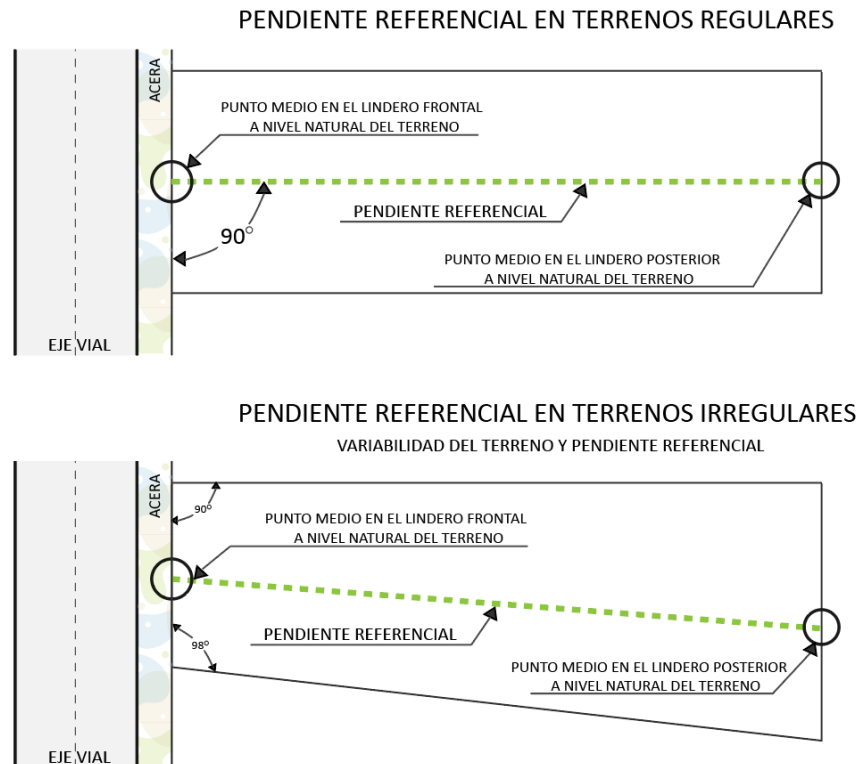 PENDIENTE REFERENCIAL EN TERRENOS REGULARES
ACERA
PUNTO MEDIO EN EL LINDERO FRONTAL
A NIVEL NATURAL DEL TERRENO
PENDIENTE REFERENCIAL
90°
PUNTO MEDIO EN EL LINDERO POSTERIOR
A NIVEL NATURAL DEL TERRENO
EJE VIAL
PENDIENTE REFERENCIAL EN TERRENOS IRREGULARES
VARIABILIDAD DEL TERRENO Y PENDIENTE REFERENCIAL
ACERA
90°
PUNTO MEDIO EN EL LINDERO FRONTAL
A NIVEL NATURAL DEL TERRENO
PENDIENTE REFERENCIAL
98°
PUNTO MEDIO EN EL LINDERO POSTERIOR
A NIVEL NATURAL DEL TERRENO
EJE VIAL